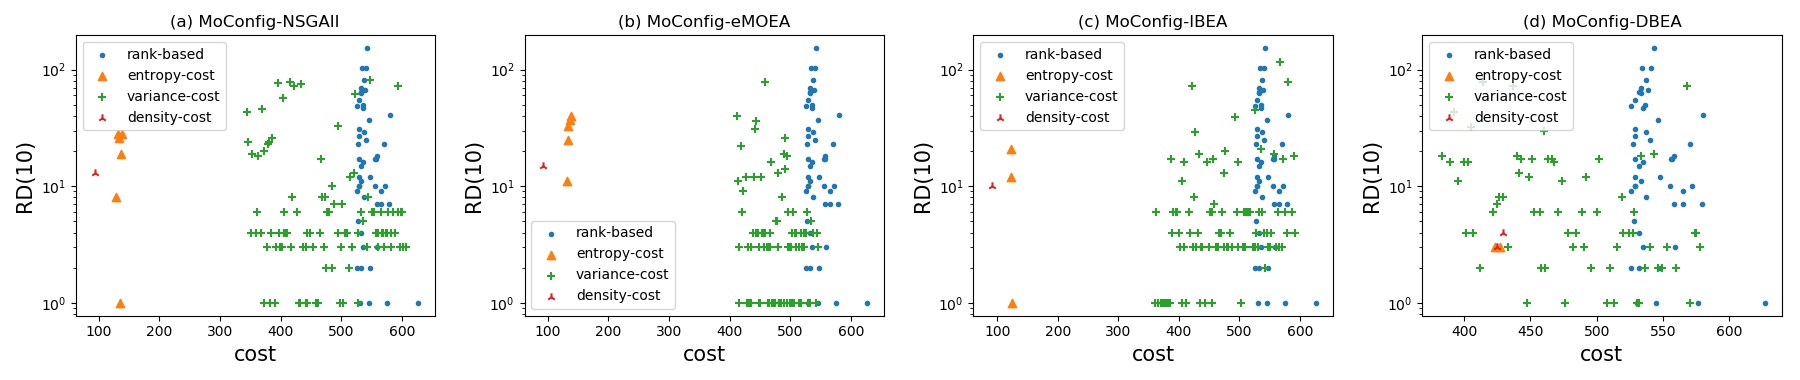 (a) MoConfig-NSGAII
RD(10)
10²
10¹
10⁰
rank-based
entropy-cost
variance-cost
density-cost
100 200 300 400 500 600
cost
(b) MoConfig-eMOEA
RD(10)
10²
10¹
10⁰
rank-based
entropy-cost
variance-cost
density-cost
100 200 300 400 500 600
cost
(c) MoConfig-IBEA
RD(10)
10²
10¹
10⁰
rank-based
entropy-cost
variance-cost
density-cost
100 200 300 400 500 600
cost
(d) MoConfig-DBEA
RD(10)
10²
10¹
10⁰
rank-based
entropy-cost
variance-cost
density-cost
400 450 500 550 600
cost